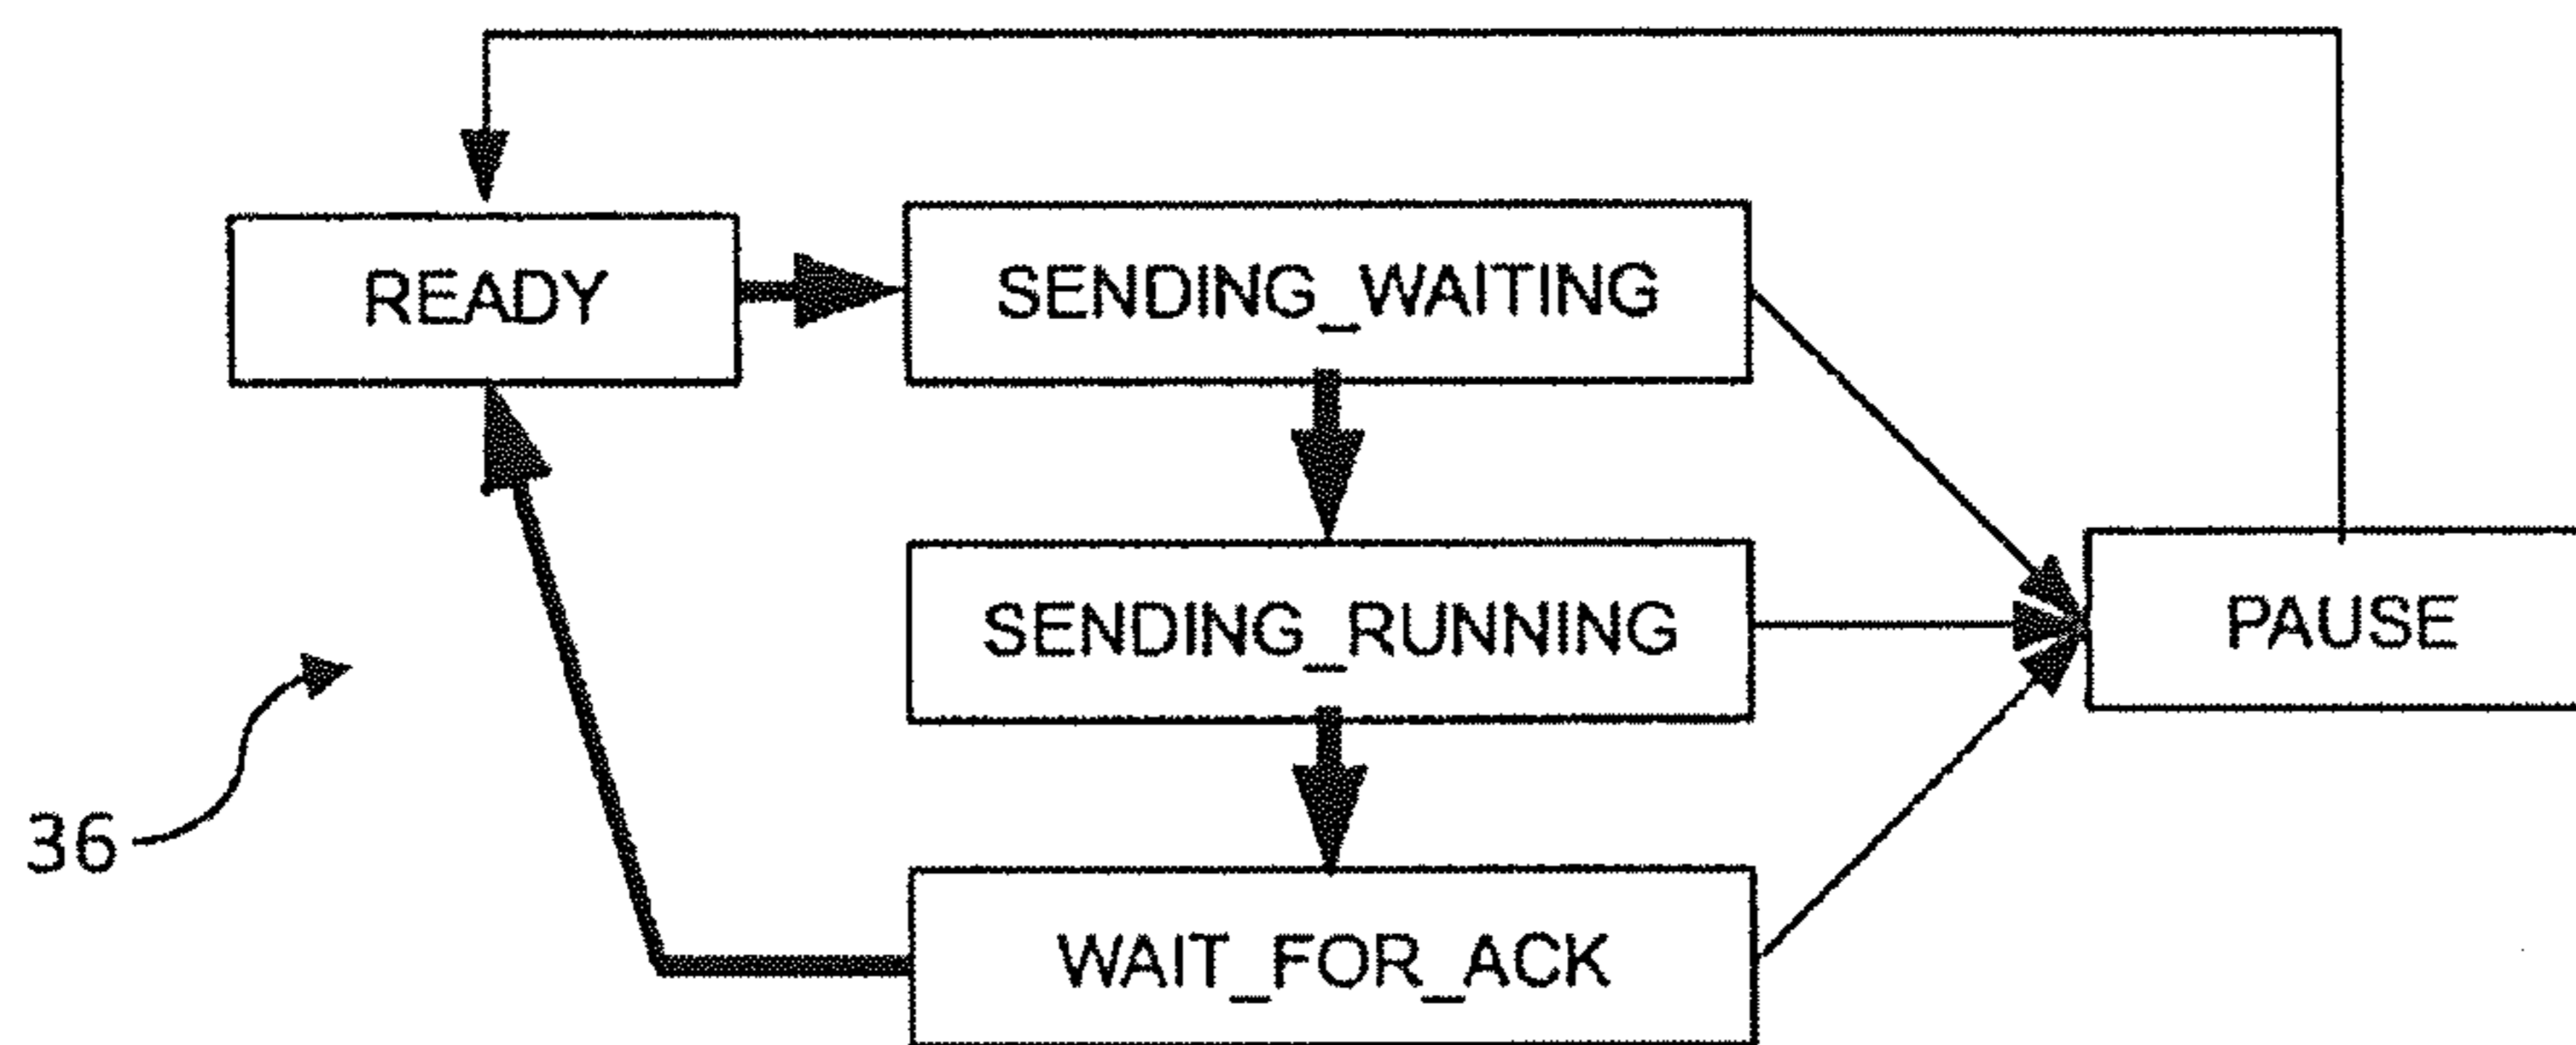 READY
SENDING_WAITING
SENDING_RUNNING
PAUSE
36
WAIT_FOR_ACK